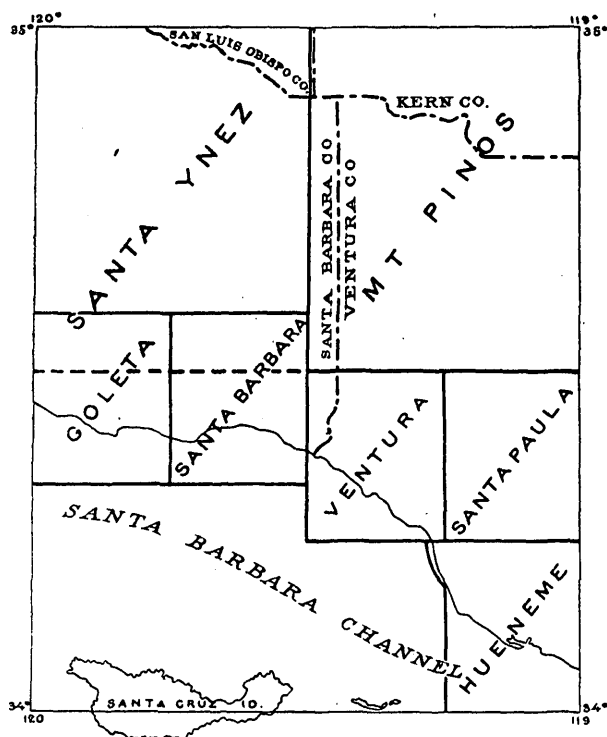 120°
119°
35°
35°
SAN LUIS OBISPO CO.
KERN CO.
SANTA YNEZ
MT PINOS
SANTA BARBARA CO
VENTURA CO
GOLETA
SANTA BARBARA
VENTURA
SANTA PAULA
SANTA BARBARA CHANNEL
HUENEME
SANTA CRUZ ID.
34°
34°
120
119